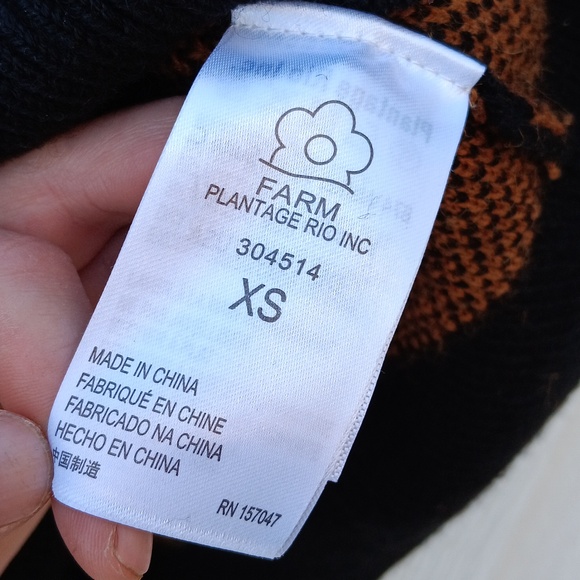 FARM
PLANTAGE RIO INC
304514
XS
MADE IN CHINA
FABRIQUÉ EN CHINE
FABRICADO NA CHINA
HECHO EN CHINA
中国制造
RN 157047